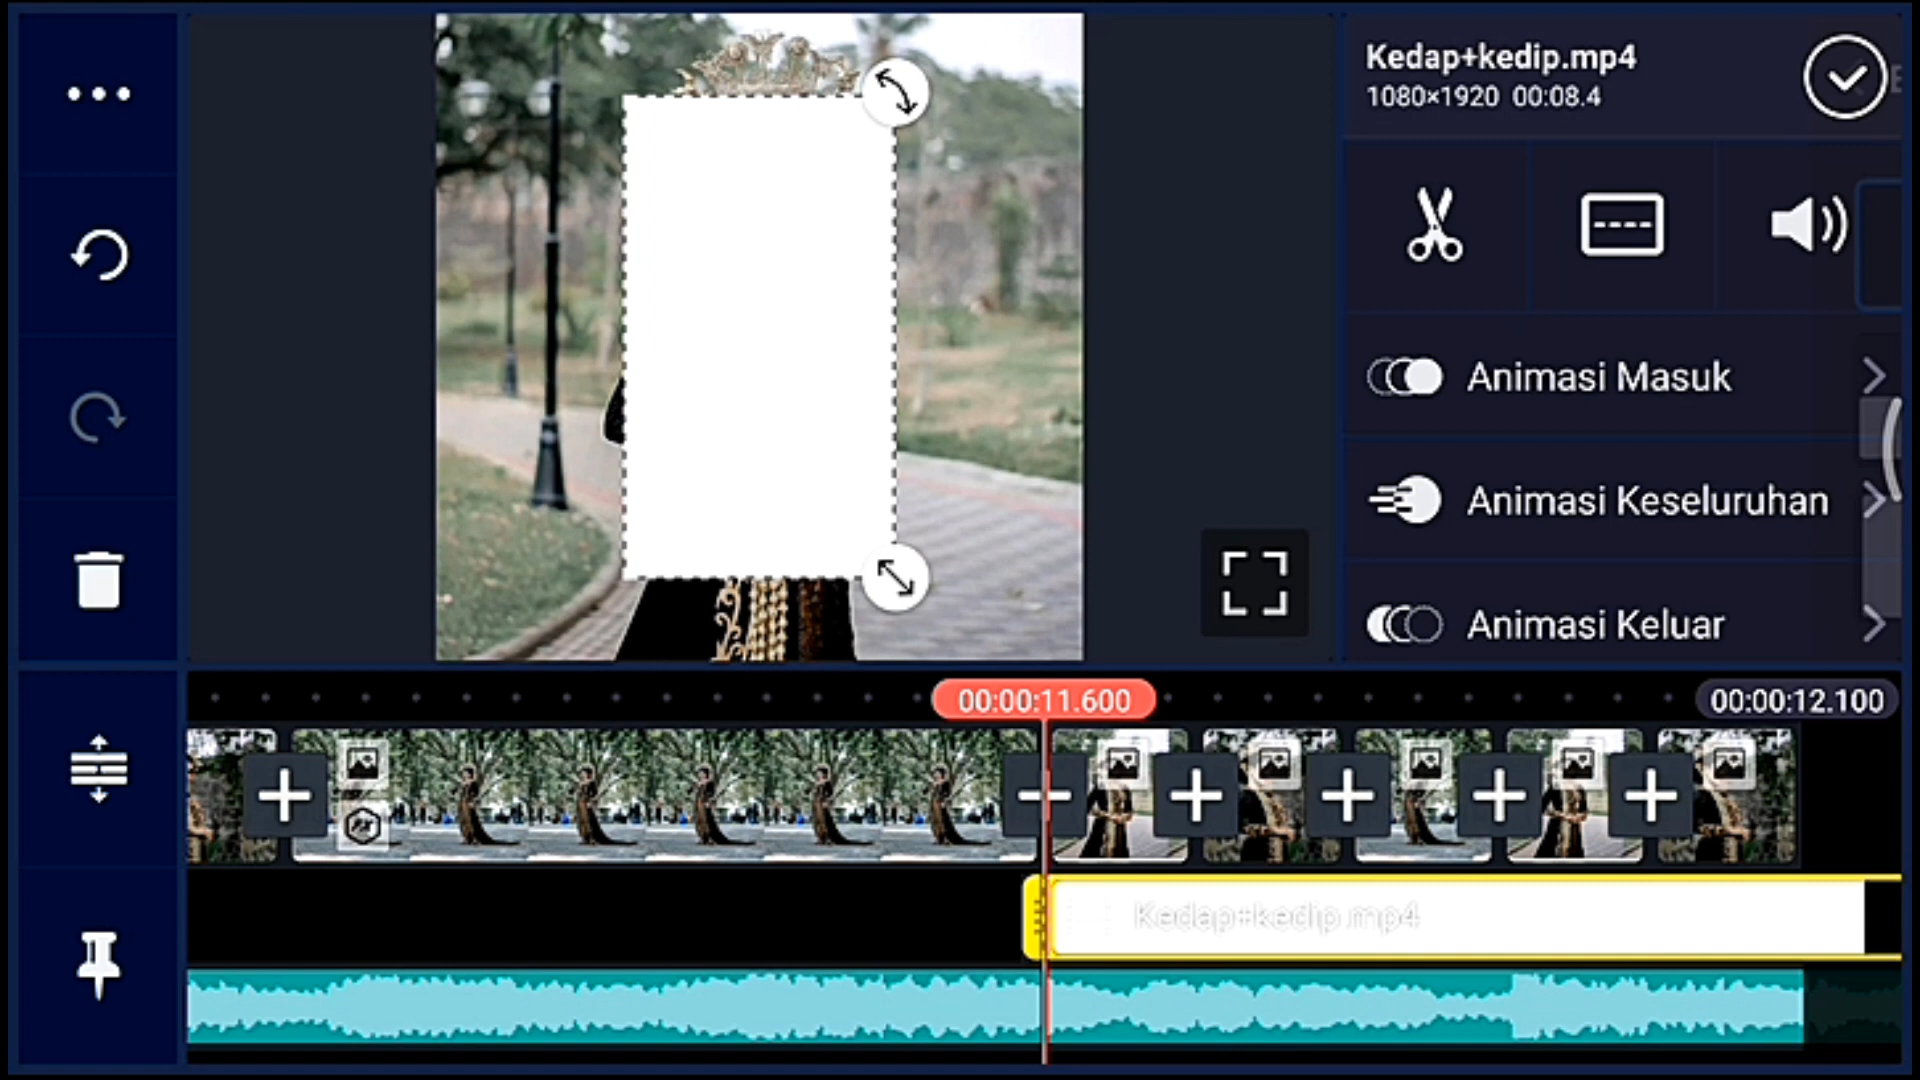 Kedap+kedip.mp4
1080×1920 00:08.4
Animasi Masuk
Animasi Keseluruhan
Animasi Keluar
00:00:11.600
00:00:12.100
Kedap+kedip.mp4